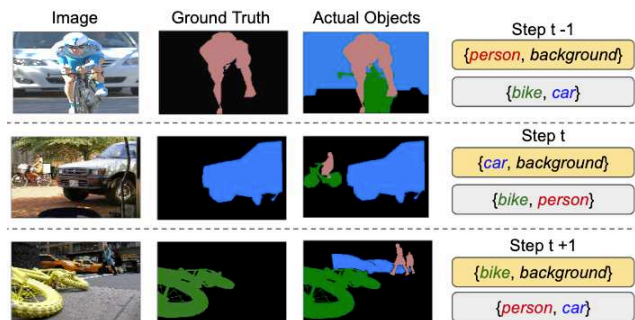 Image Ground Truth Actual Objects Step t -1
{person, background}
{bike, car}
Step t
{car, background}
{bike, person}
Step t +1
{bike, background}
{person, car}